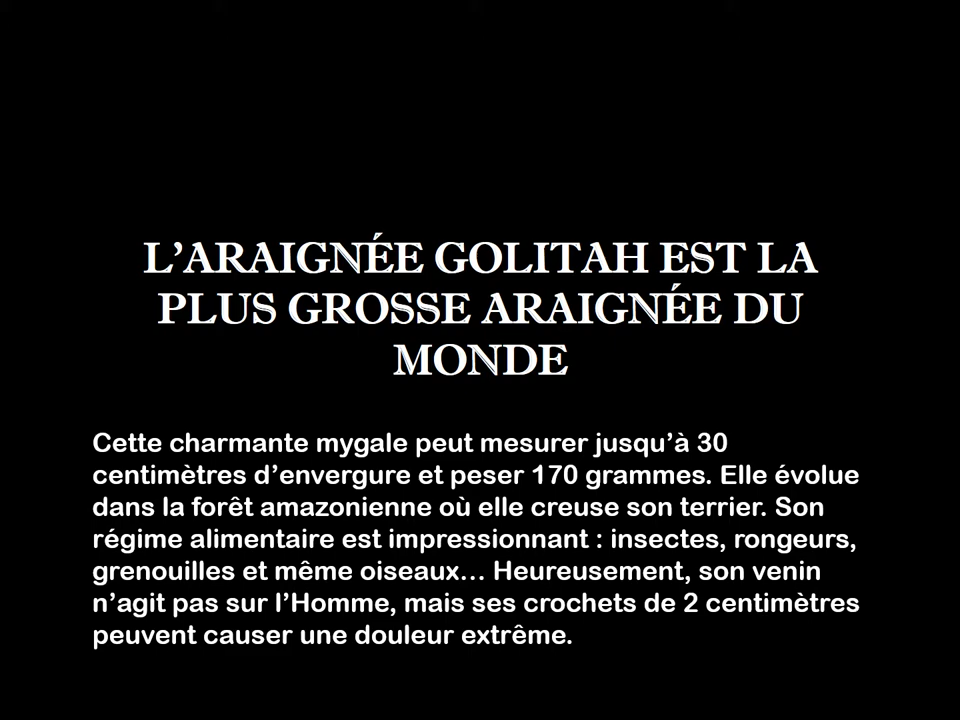 L’ARAIGNÉE GOLITAH EST LA
PLUS GROSSE ARAIGNÉE DU
MONDE
Cette charmante mygale peut mesurer jusqu’à 30
centimètres d’envergure et peser 170 grammes. Elle évolue
dans la forêt amazonienne où elle creuse son terrier. Son
régime alimentaire est impressionnant : insectes, rongeurs,
grenouilles et même oiseaux… Heureusement, son venin
n’agit pas sur l’Homme, mais ses crochets de 2 centimètres
peuvent causer une douleur extrême.